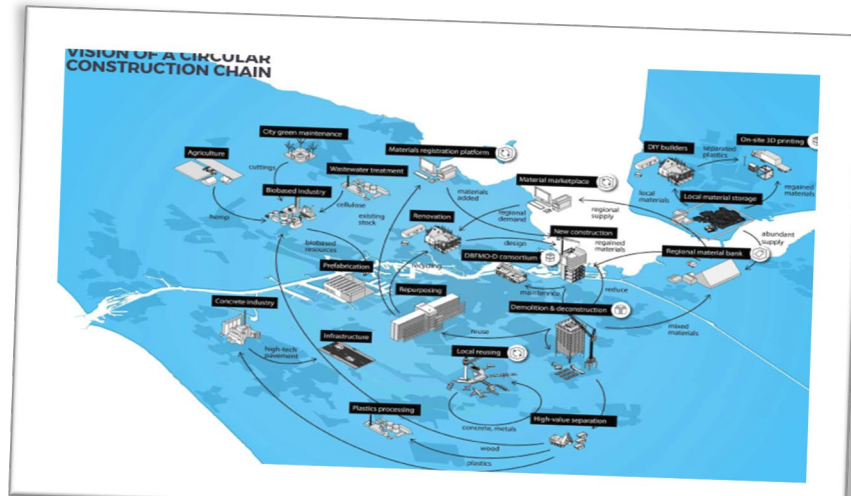 VISION OF A CIRCULAR
CONSTRUCTION CHAIN
City green maintenance
Agriculture
cuttings
Wastewater treatment
Biobased industry
cellulose
hemp
existing
stock
biobased
resources
Materials registration platform
materials
added
Material marketplace
regional
demand
regional
supply
Renovation
design
New construction
regained
materials
DBFMO-D consortium
recycling
Prefabrication
Repurposing
maintennce
reduce
DIY builders
separated
plastics
On-site 3D printing
local
materials
Local material storage
regained
materials
abundant
supply
Regional material bank
Concrete industry
high-tech
pavement
Infrastructure
Demolition & deconstruction
reuse
mixed
materials
Local reusing
Plastics processing
concrete, metals
High-value separation
wood
plastics